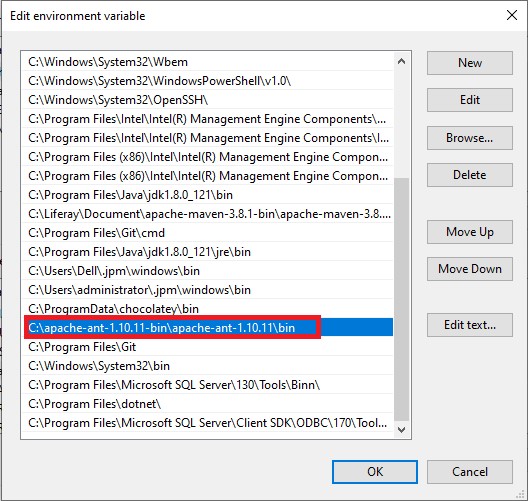 Edit environment variable
C:\Windows\System32\Wbem
C:\Windows\System32\WindowsPowerShell\v1.0\
C:\Windows\System32\OpenSSH\
C:\Program Files\Intel\Intel(R) Management Engine Components\...
C:\Program Files\Intel\Intel(R) Management Engine Components\I...
C:\Program Files (x86)\Intel\Intel(R) Management Engine Compon...
C:\Program Files (x86)\Intel\Intel(R) Management Engine Compon...
C:\Program Files\Java\jdk1.8.0_121\bin
C:\Liferay\Document\apache-maven-3.8.1-bin\apache-maven-3.8....
C:\Program Files\Git\cmd
C:\Program Files\Java\jdk1.8.0_121\jre\bin
C:\Users\Dell\.jpm\windows\bin
C:\Users\administrator\.jpm\windows\bin
C:\ProgramData\chocolatey\bin
C:\apache-ant-1.10.11-bin\apache-ant-1.10.11\bin
C:\Program Files\Git
C:\Windows\System32\bin
C:\Program Files\Microsoft SQL Server\130\Tools\Binn\
C:\Program Files\dotnet\
C:\Program Files\Microsoft SQL Server\Client SDK\ODBC\170\Tool...
New
Edit
Browse...
Delete
Move Up
Move Down
Edit text...
OK
Cancel